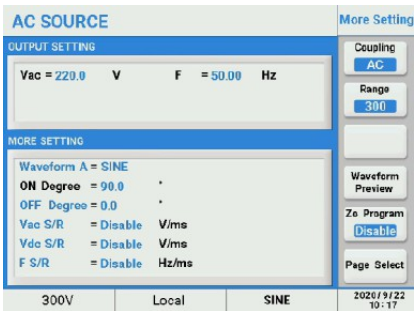 AC SOURCE
More Setting
OUTPUT SETTING
Vac = 220.0 V F = 50.00 Hz
Coupling
AC
Range
300
MORE SETTING
Waveform A = SINE
ON Degree = 90.0 °
OFF Degree = 0.0 °
Vac S/R = Disable V/ms
Vdc S/R = Disable V/ms
F S/R = Disable Hz/ms
Waveform
Preview
Zo Program
Disable
Page Select
300V Local SINE 2020/9/22
10:17